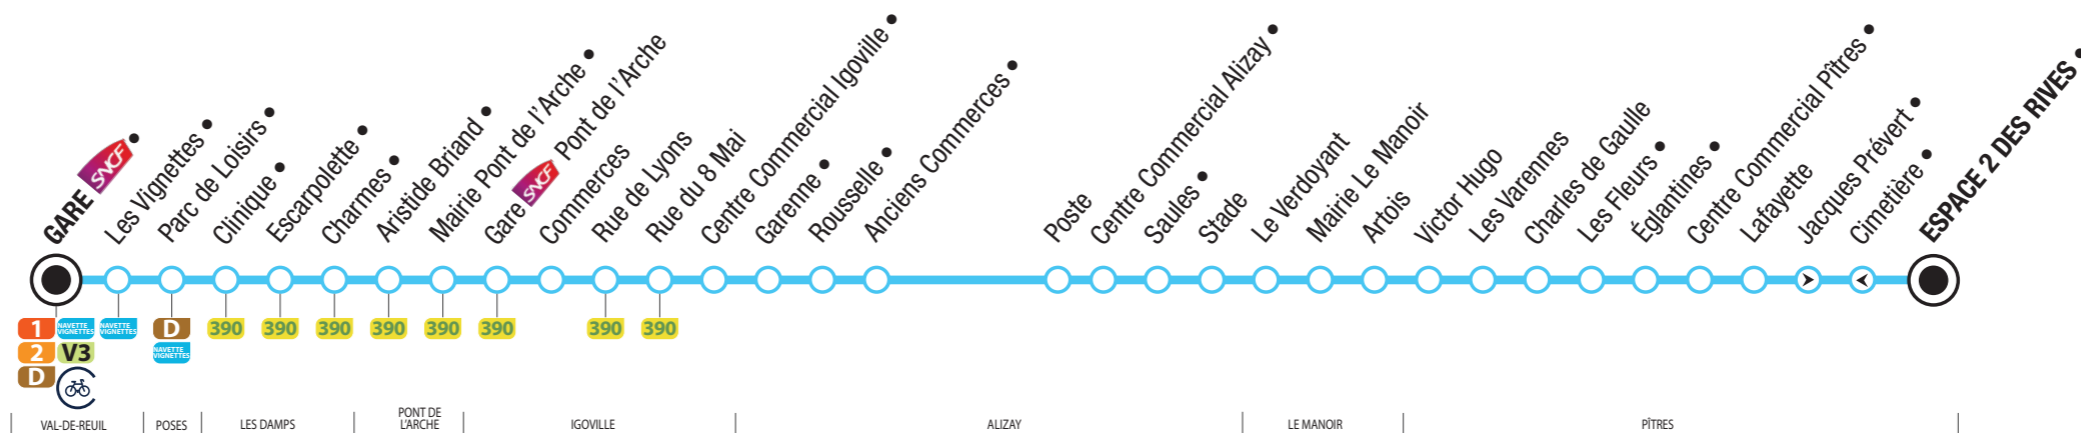 GARE SNCF •
Les Vignettes •
Parc de Loisirs •
Clinique •
Escarpolette •
Charmes •
Aristide Briand •
Mairie Pont de l'Arche •
Gare SNCF Pont de l'Arche
Commerces
Rue de Lyons
Rue du 8 Mai
Centre Commercial Igoville •
Garenne •
Rousselle •
Anciens Commerces •
Poste
Centre Commercial Alizay •
Saules •
Stade
Le Verdoyant
Mairie Le Manoir
Artois
Victor Hugo
Les Varennes
Charles de Gaulle
Les Fleurs •
Églantines •
Centre Commercial Pîtres •
Lafayette
Jacques Prévert •
Cimetière •
ESPACE 2 DES RIVES •
1
NAVETTE
VIGNETTES
2
V3
D
NAVETTE
VIGNETTES
D
NAVETTE
VIGNETTES
390
390
390
390
390
390
390
390
VAL-DE-REUIL
POSES
LES DAMPS
PONT DE
L'ARCHE
IGOVILLE
ALIZAY
LE MANOIR
PÎTRES